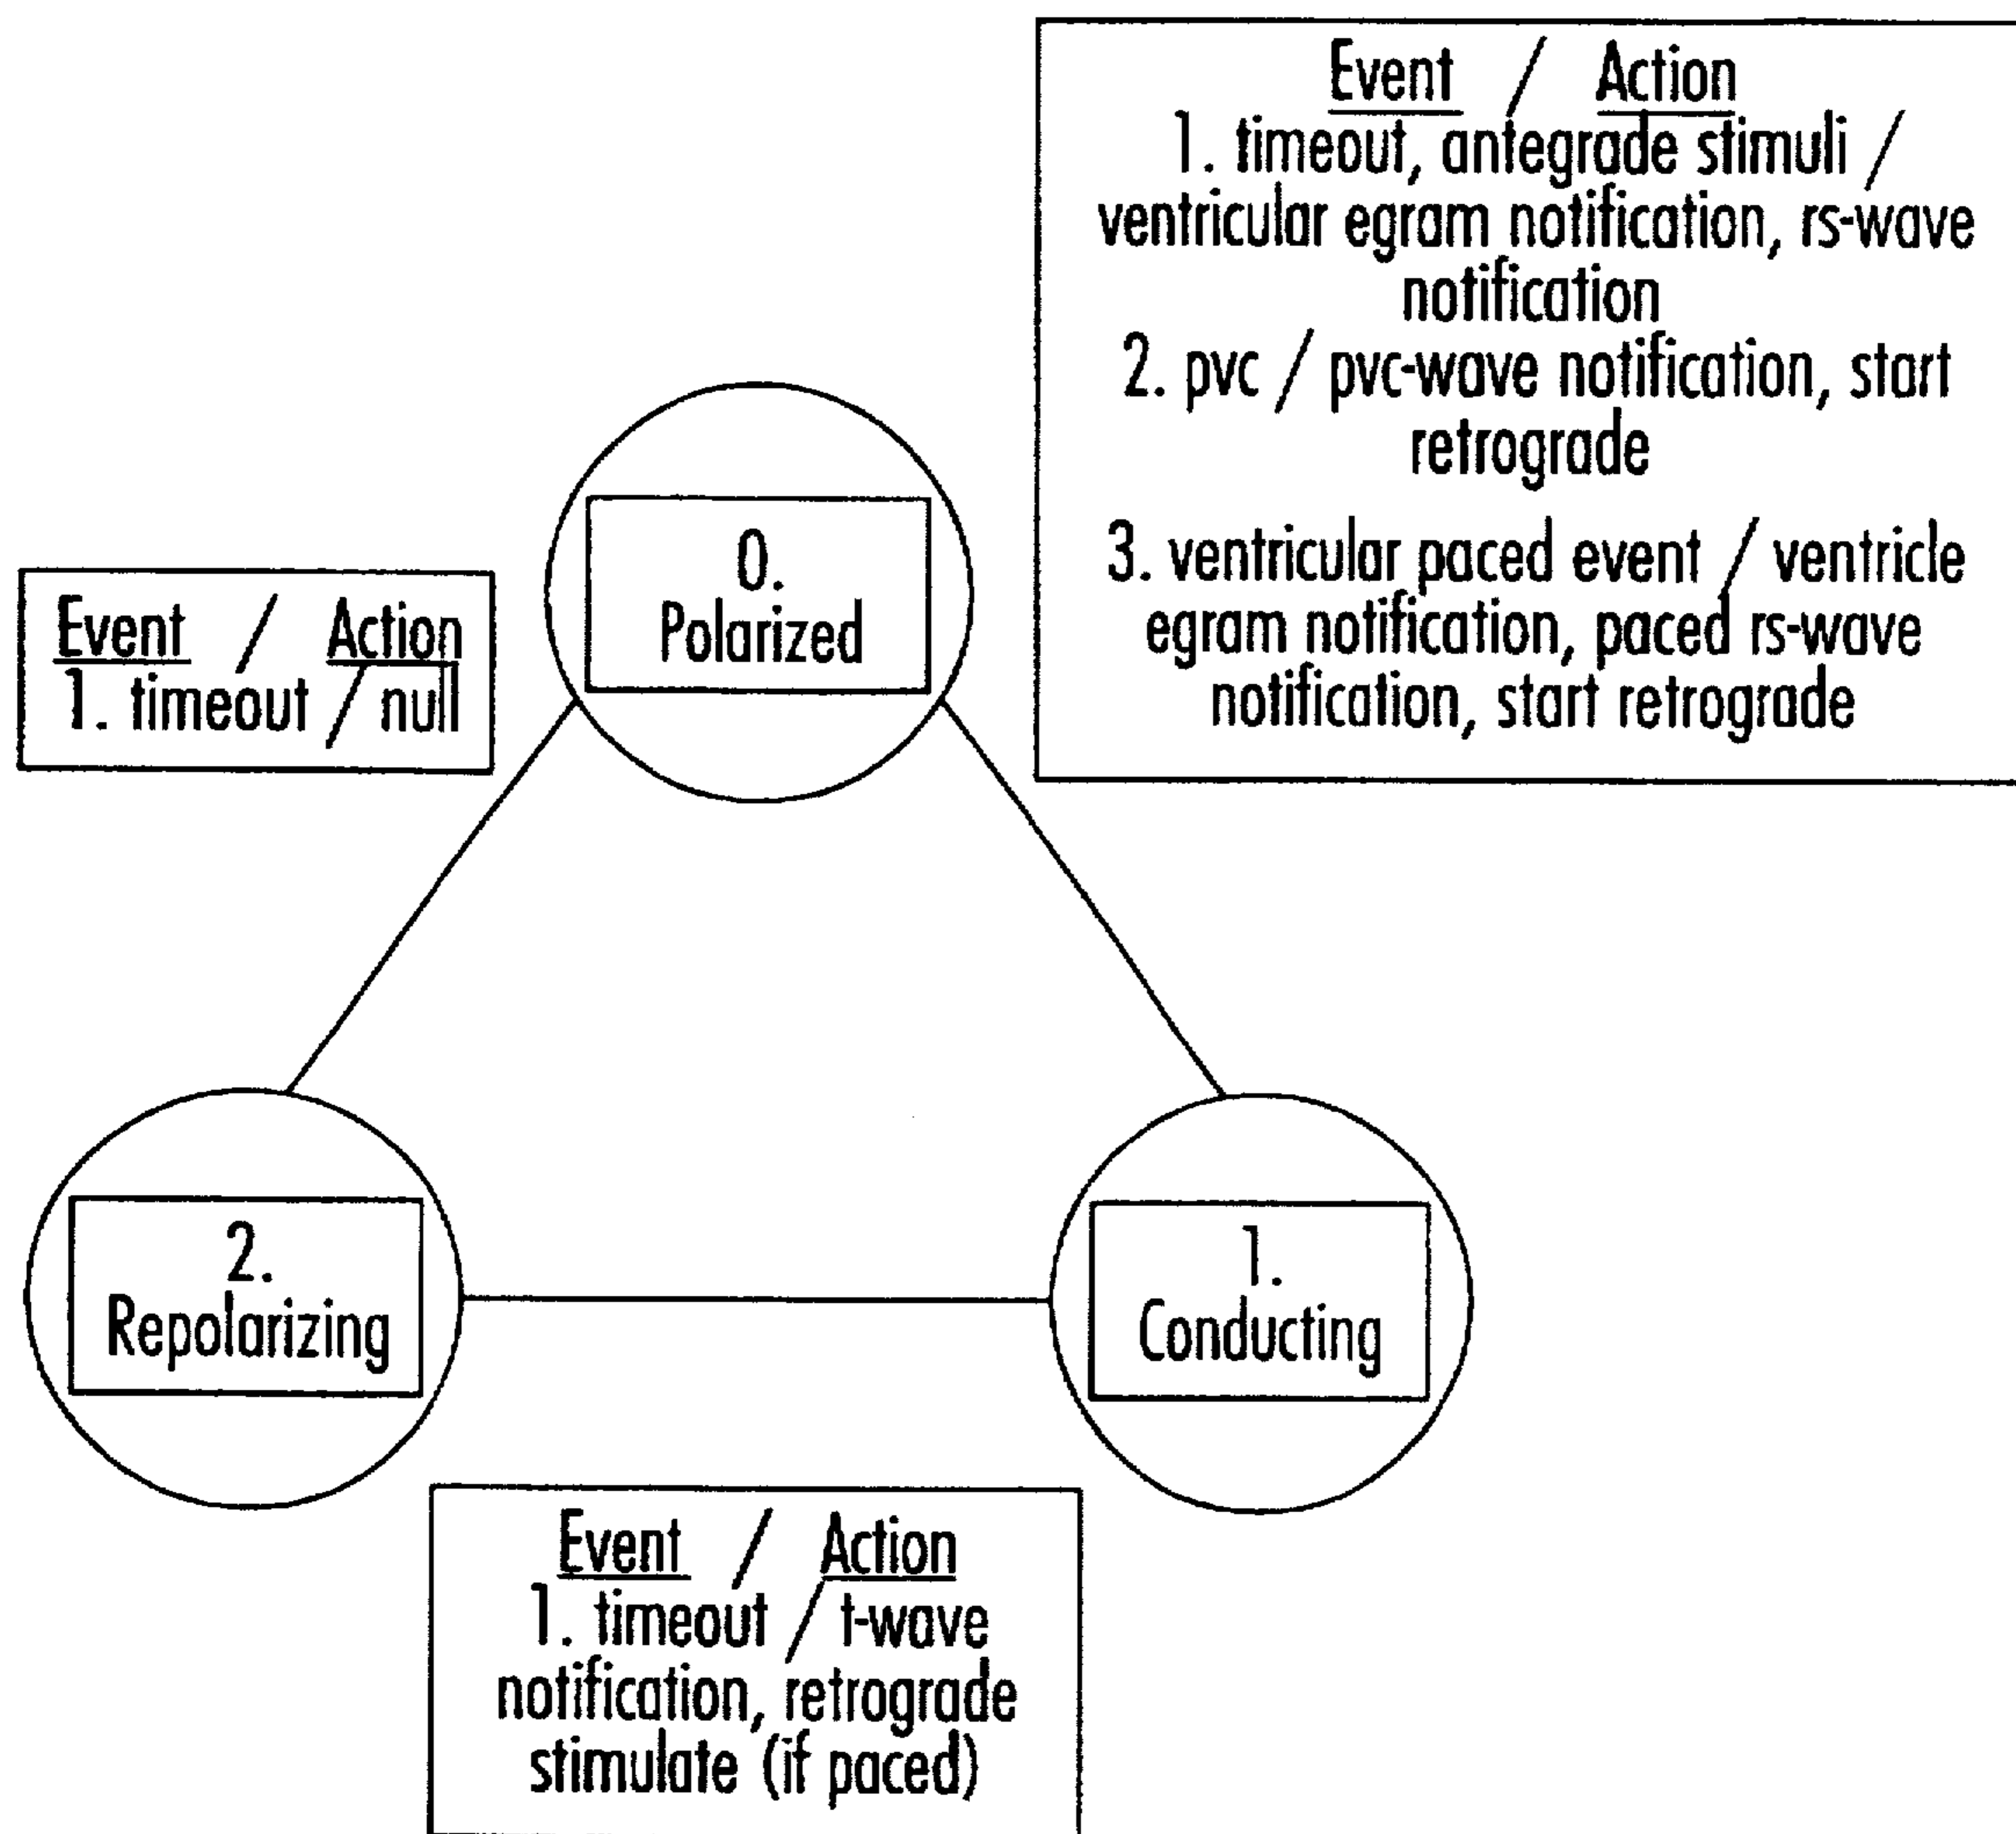 Event / Action
1. timeout, antegrade stimuli /
ventricular egram notification, rs-wave
notification
2. pvc / pvc-wave notification, start
retrograde
3. ventricular paced event / ventricle
egram notification, paced rs-wave
notification, start retrograde
0.
Polarized
Event / Action
1. timeout / null
2.
Repolarizing
1.
Conducting
Event / Action
1. timeout / t-wave
notification, retrograde
stimulate (if paced)